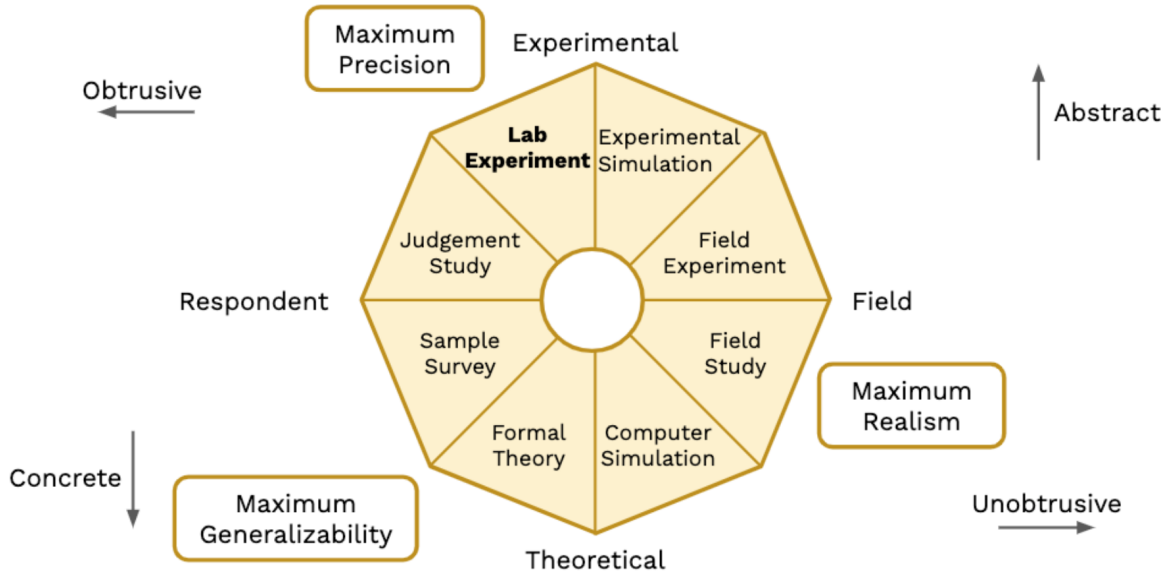 Maximum
Precision
Experimental
Obtrusive
Abstract
Lab
Experiment
Experimental
Simulation
Judgement
Study
Field
Experiment
Respondent
Field
Sample
Survey
Field
Study
Maximum
Realism
Formal
Theory
Computer
Simulation
Concrete
Maximum
Generalizability
Unobtrusive
Theoretical